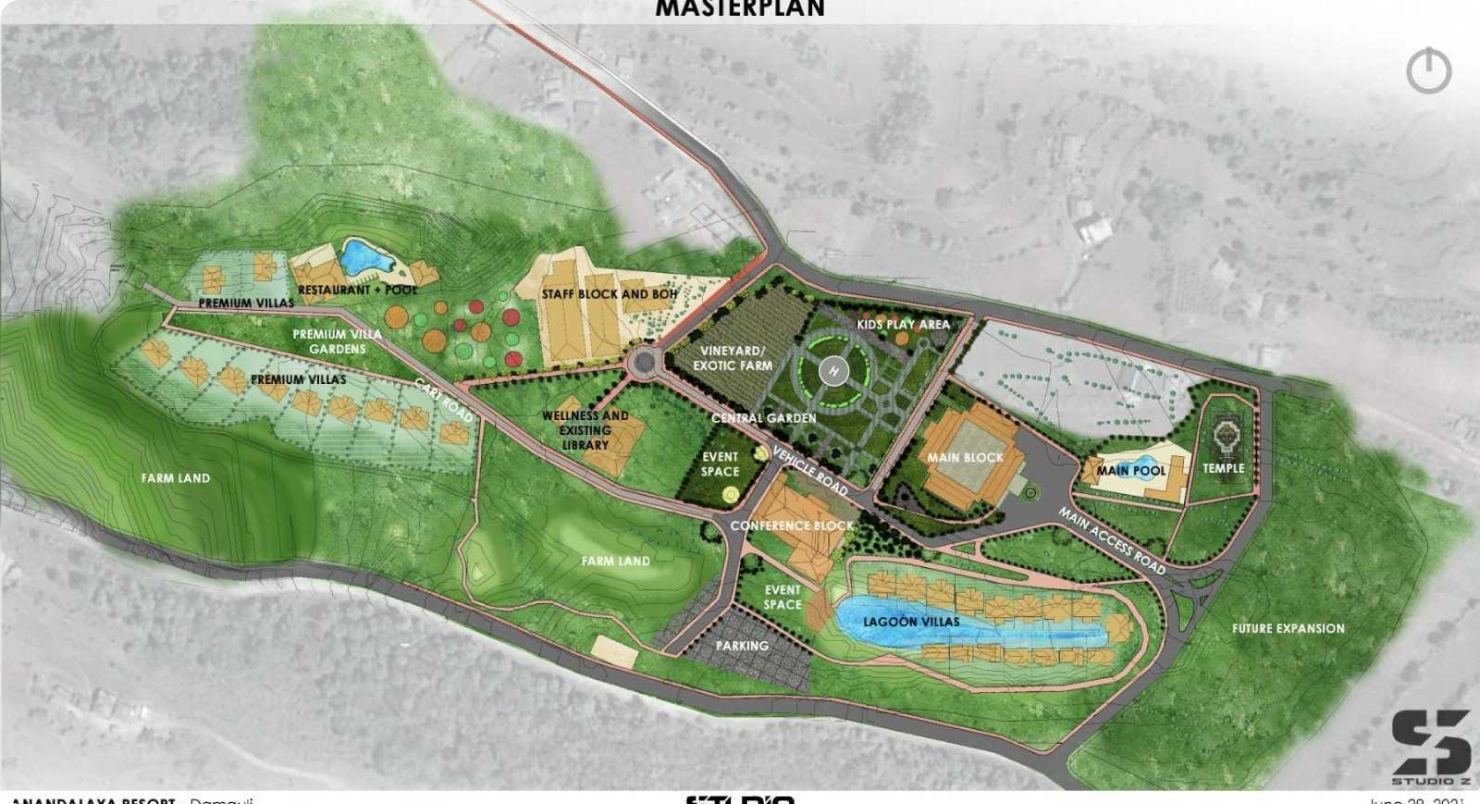 MASTERPLAN
PREMIUM VILLAS
RESTAURANT + POOL
STAFF BLOCK AND BOH
PREMIUM VILLA
GARDENS
PREMIUM VILLAS
CART ROAD
KIDS PLAY AREA
VINEYARD/
EXOTIC FARM
H
CENTRAL GARDEN
WELLNESS AND
EXISTING
LIBRARY
EVENT
SPACE
VEHICLE ROAD
MAIN BLOCK
MAIN POOL
TEMPLE
FARM LAND
CONFERENCE BLOCK
MAIN ACCESS ROAD
FARM LAND
EVENT
SPACE
LAGOON VILLAS
PARKING
FUTURE EXPANSION
STUDIO Z
ANANDALAYA RESORT - Damauli
STUDIO
June 29, 2021